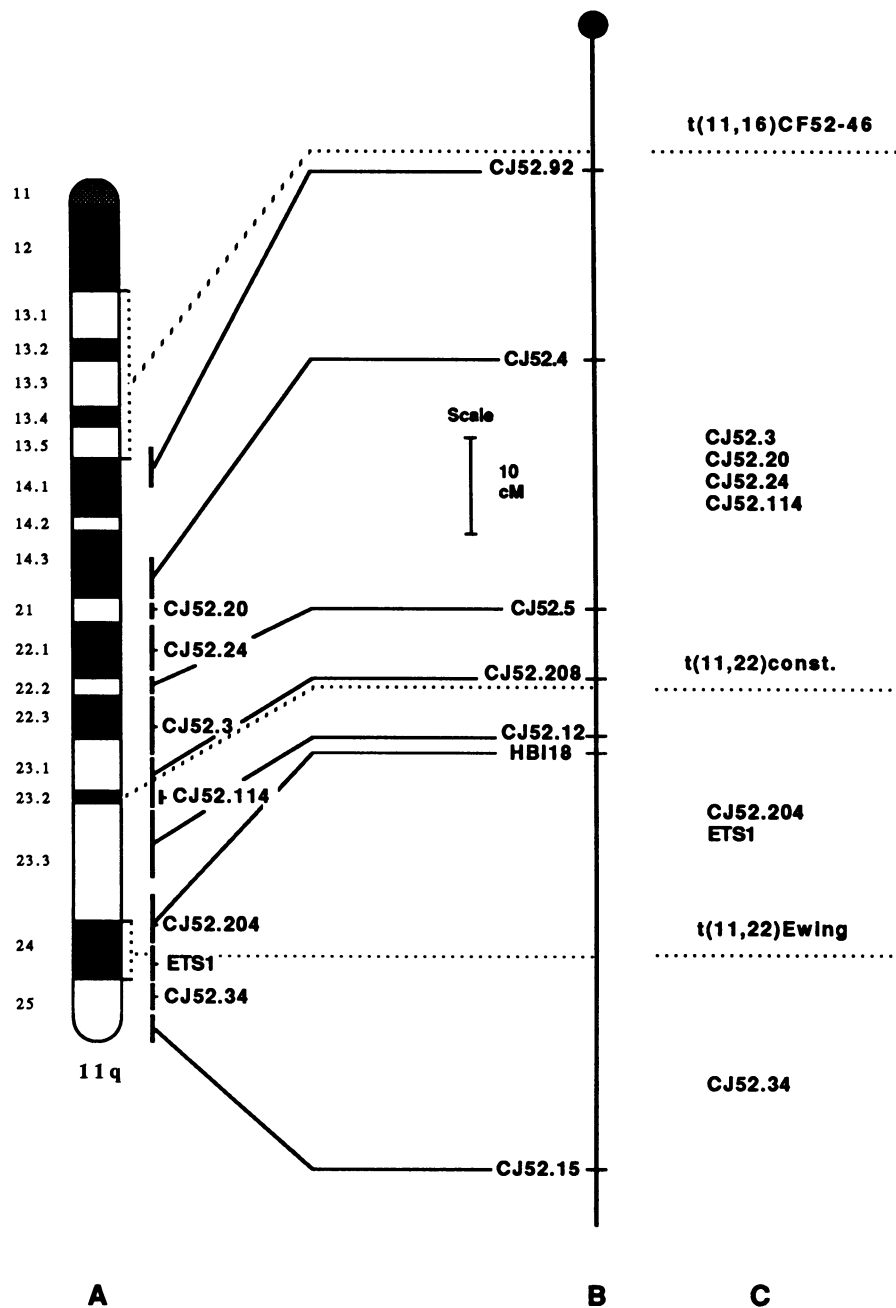 t(11,16)CF52-46
CJ52.92
11
12
13.1
13.2
13.3
13.4
13.5
14.1
14.2
14.3
21
22.1
22.2
22.3
23.1
23.2
23.3
24
25
11q
CJ52.4
Scale
10
cM
CJ52.3
CJ52.20
CJ52.24
CJ52.114
CJ52.20
CJ52.24
CJ52.3
CJ52.114
CJ52.204
ETS1
CJ52.34
CJ52.5
CJ52.208
CJ52.12
HBI18
CJ52.15
t(11,22)const.
CJ52.204
ETS1
t(11,22)Ewing
CJ52.34
A
B
C